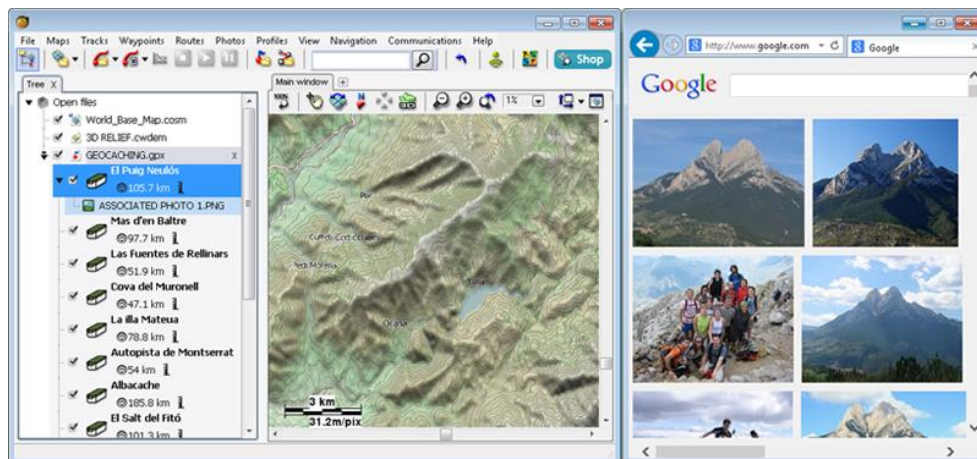 File Maps Tracks Waypoints Routes Photos Profiles View Navigation Communications Help
Shop
Tree X
Open files
World_Base_Map.cosm
3D RELIEF.cwdem
GEOCACHING.gpx x
El Puig Neulós
105.7 km
ASSOCIATED PHOTO 1.PNG
Mas d'en Baltre
97.7 km
Las Fuentes de Rellinars
51.9 km
Cova del Muronell
47.1 km
La illa Mateua
78.8 km
Autopista de Montserrat
54 km
Albacache
185.8 km
El Salt del Fitó
101.3 km
Main window
100%
1%
Ocaña
3 km
31.2m/pix
http://www.google.com
Google
Google